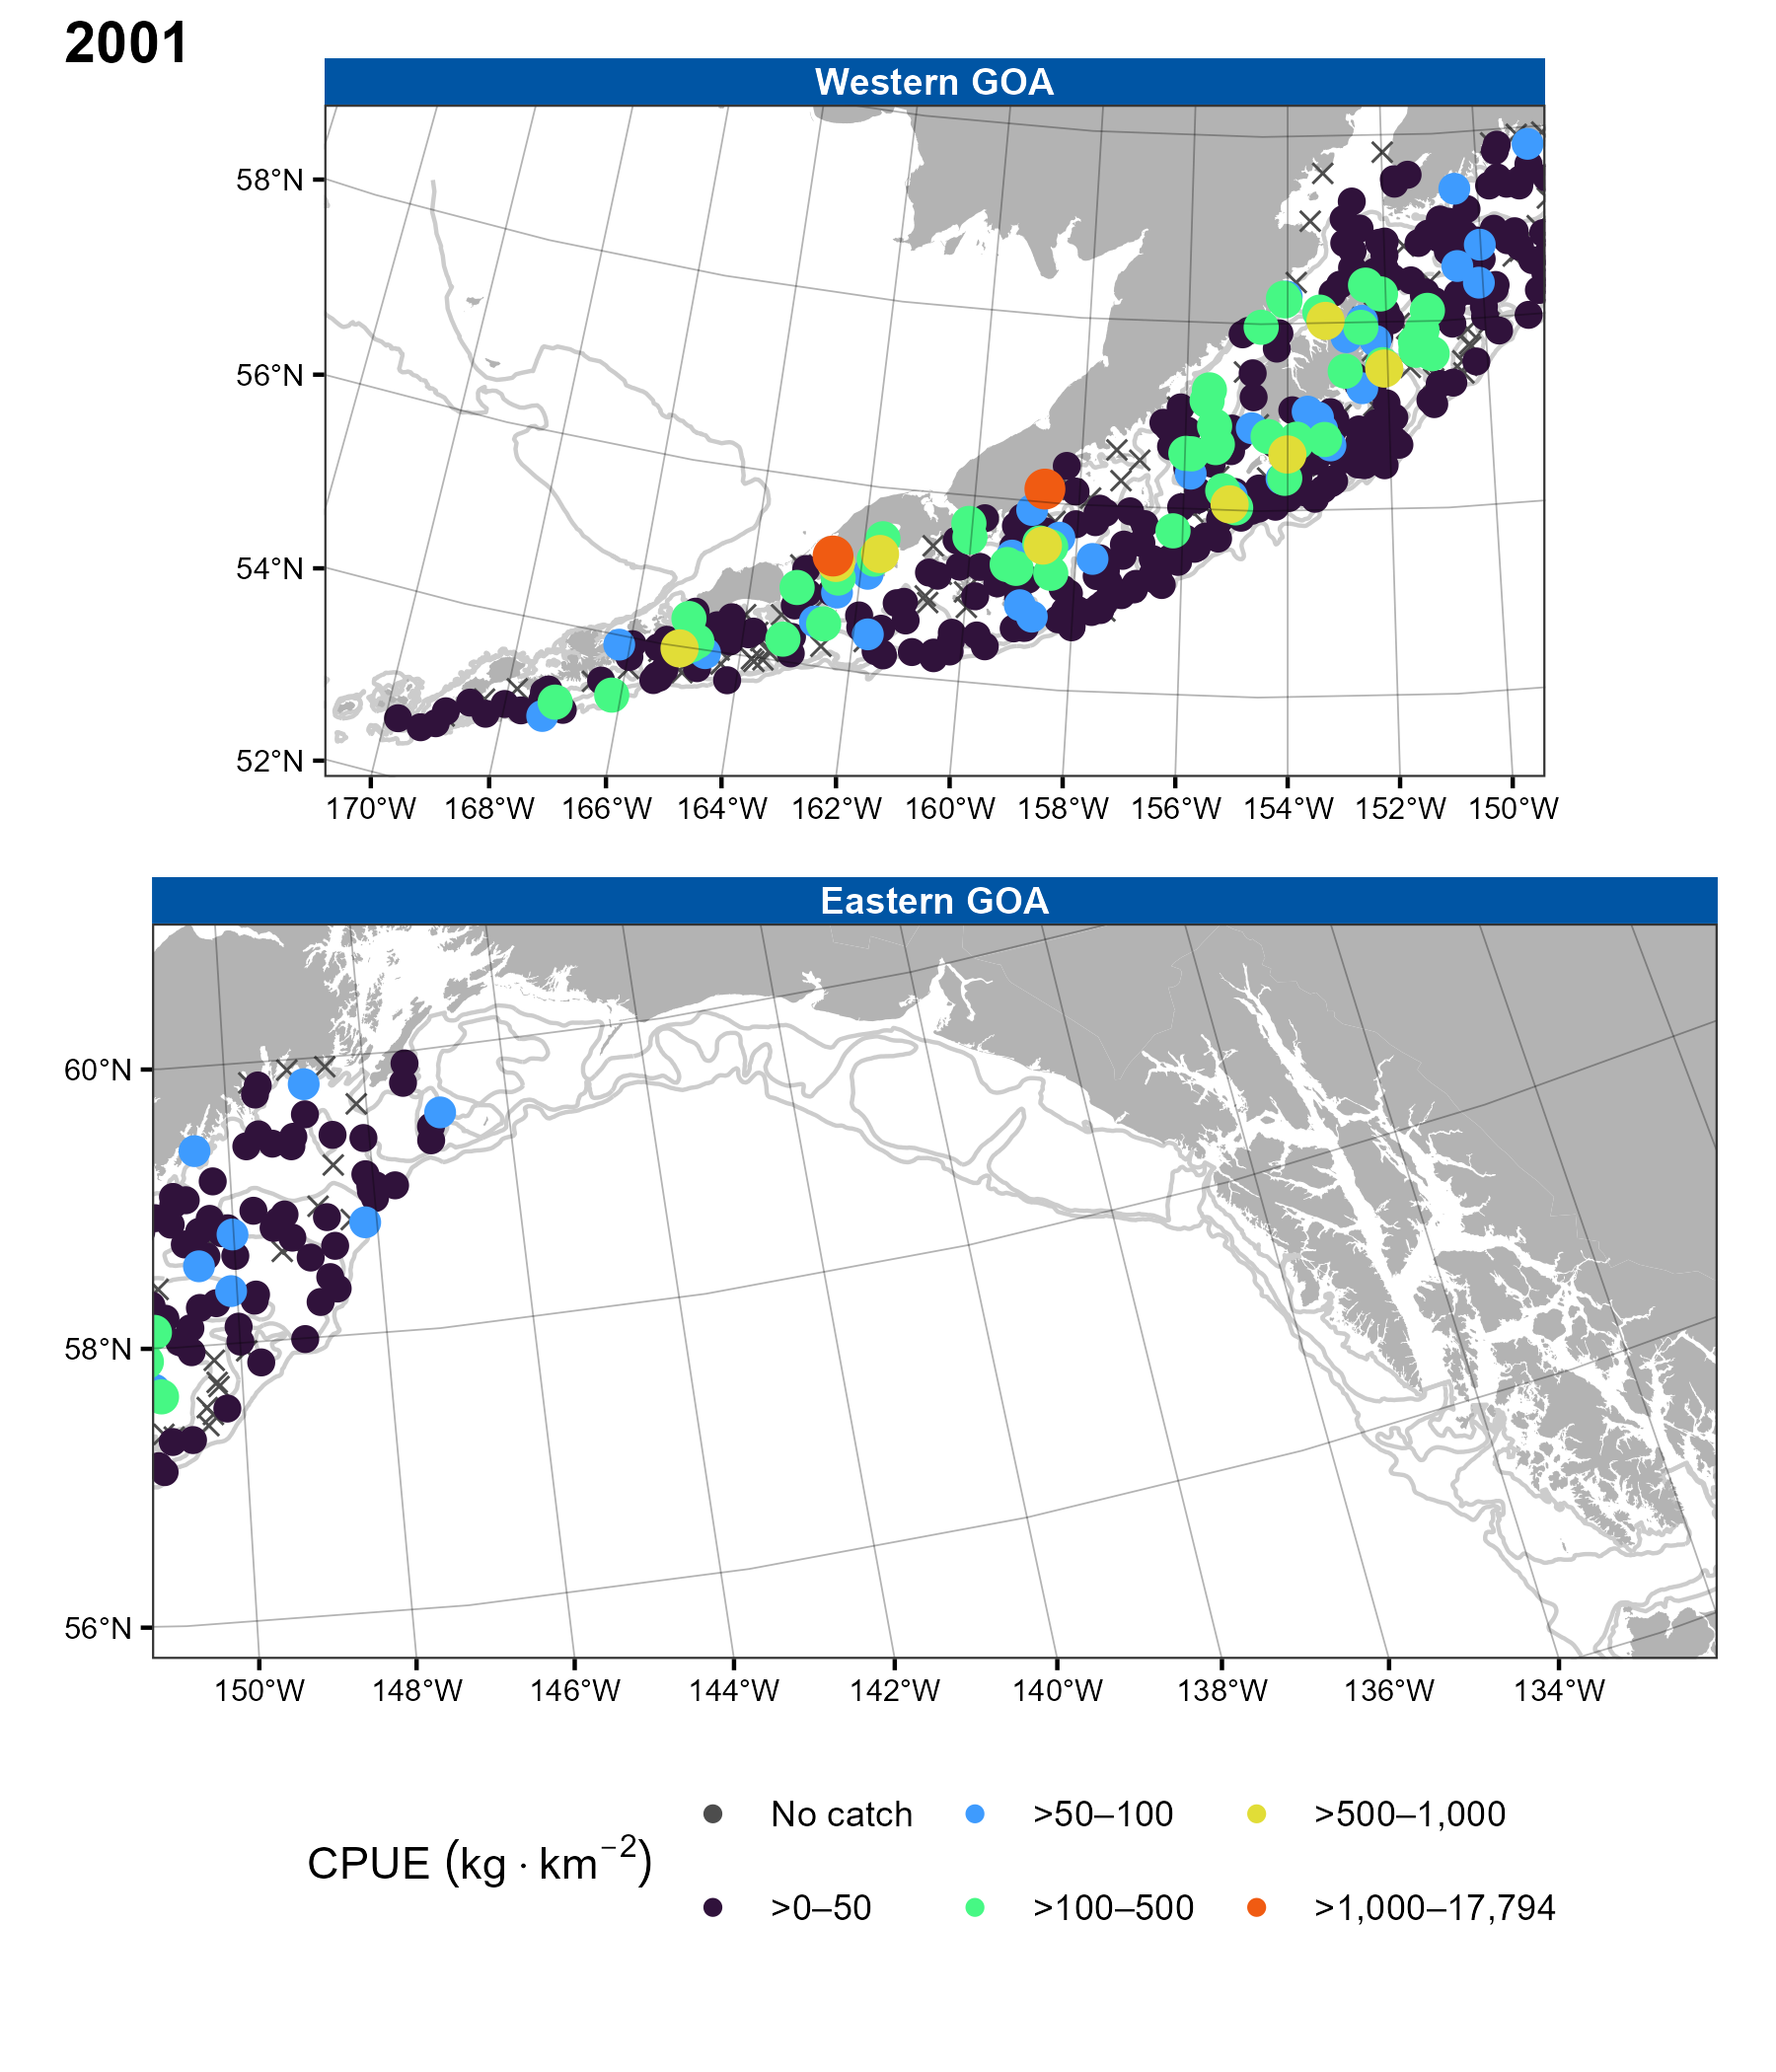 2001
Western GOA
58°N
56°N
54°N
52°N
170°W 168°W 166°W 164°W 162°W 160°W 158°W 156°W 154°W 152°W 150°W
Eastern GOA
60°N
58°N
56°N
150°W 148°W 146°W 144°W 142°W 140°W 138°W 136°W 134°W
CPUE (kg · km⁻²)
No catch >50–100 >500–1,000
>0–50 >100–500 >1,000–17,794